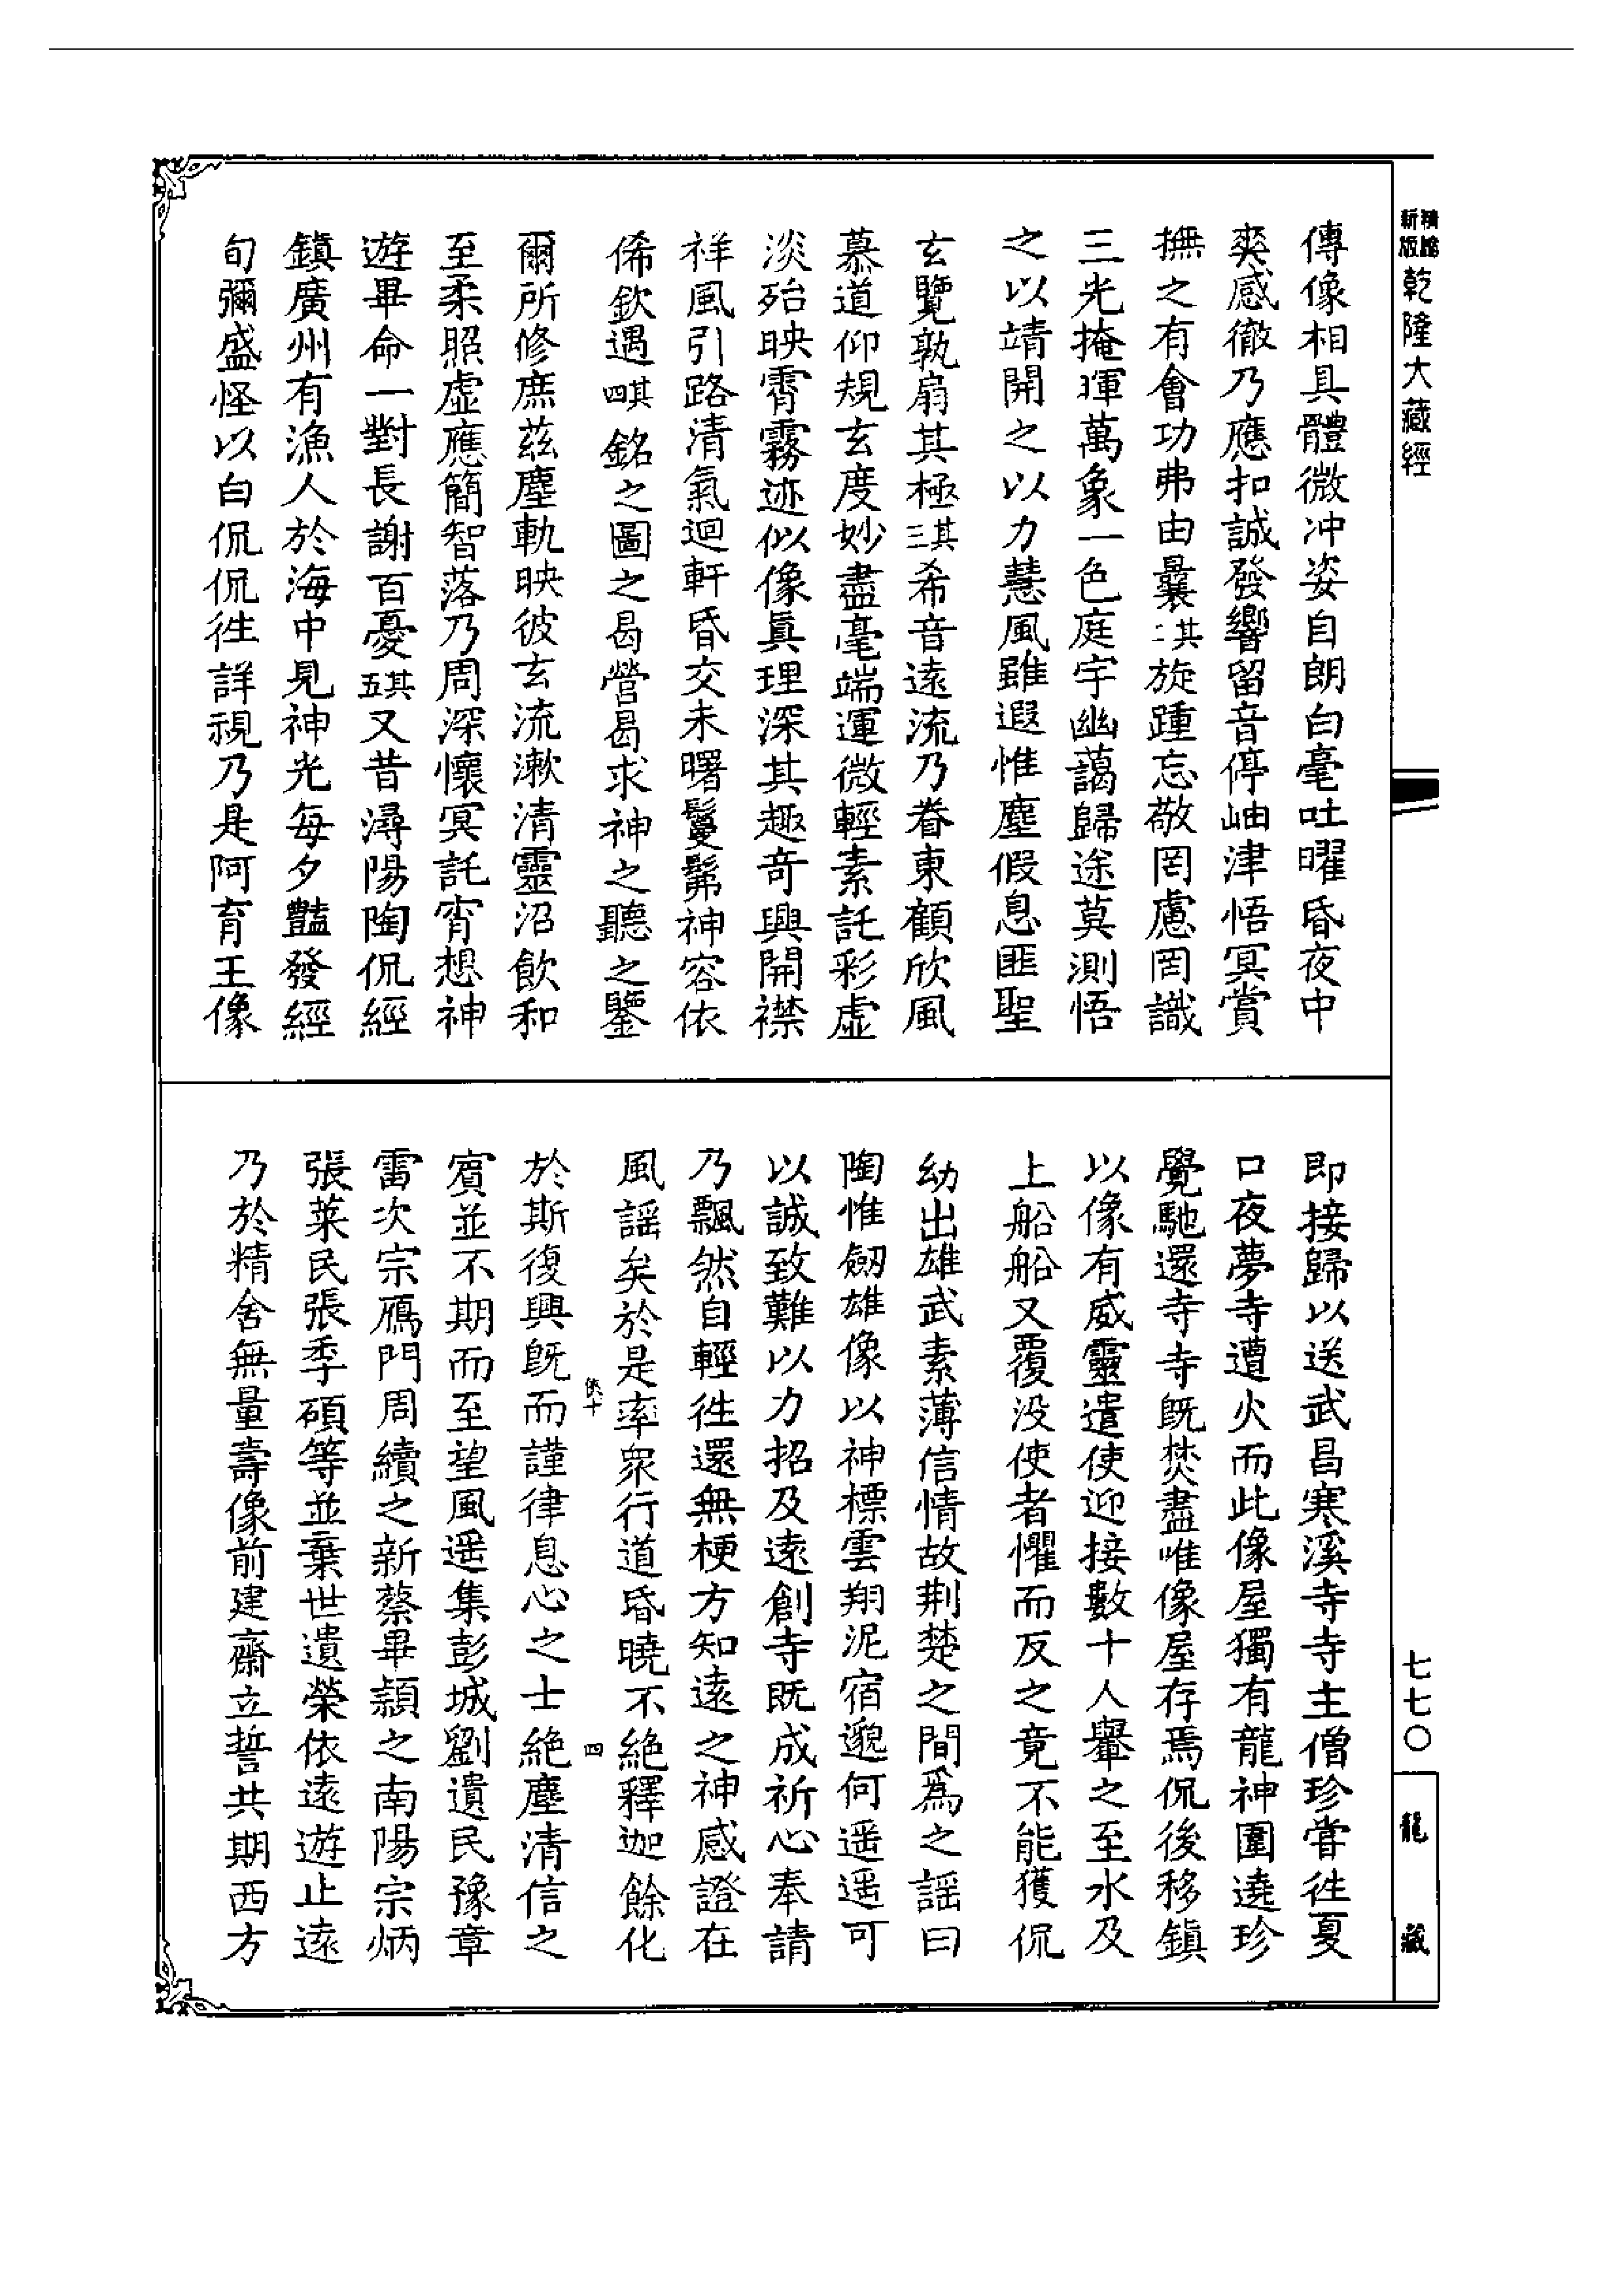 精縮新版乾隆大藏經
傳像相具體微冲姿自朗白毫吐曜昏夜中
爽感徹乃應扣誠發響留音停岫津悟冥賞
撫之有會功弗由曩其二旋踵忘敬罔慮罔識
三光掩暉萬象一色庭宇幽藹歸途莫測悟
之以靖開之以力慧風雖遐惟塵假息匪聖
玄覽孰扇其極其三希音遠流乃眷東顧欣風
慕道仰規玄度妙盡毫端運微輕素託彩虛
淡殆映霄霧迹似像真理深其趣奇興開襟
祥風引路清氣迴軒昏交未曙鬘髴神容依
俙欽遇其四銘之圖之曷營曷求神之聽之鑒
爾所修庶茲塵軌映彼玄流漱清靈沼飲和
至柔照虛應簡智落乃周深懷冥託宵想神
遊畢命一對長謝百憂其五又昔潯陽陶侃經
鎮廣州有漁人於海中見神光每夕豔發經
旬彌盛怪以白侃侃往詳視乃是阿育王像
即接歸以送武昌寒溪寺寺主僧珍嘗往夏
口夜夢寺遭火而此像屋獨有龍神圍遶珍
覺馳還寺寺既焚盡唯像屋存焉侃後移鎮
以像有威靈遣使迎接數十人轝之至水及
上船船又覆没使者懼而反之竟不能獲侃
幼出雄武素薄信情故荆楚之間爲之謡曰
陶惟劒雄像以神標雲翔泥宿邈何遥遥可
以誠致難以力招及遠創寺既成祈心奉請
乃飄然自輕往還無梗方知遠之神感證在
風謡矣於是率衆行道昏曉不絶釋迦餘化
俠十 四
於斯復興既而謹律息心之士絶塵清信之
賓並不期而至望風遥集彭城劉遺民豫章
雷次宗鴈門周續之新蔡畢頴之南陽宗炳
張萊民張季碩等並棄世遺榮依遠遊止遠
乃於精舍無量壽像前建齋立誓共期西方
七七〇
龍藏